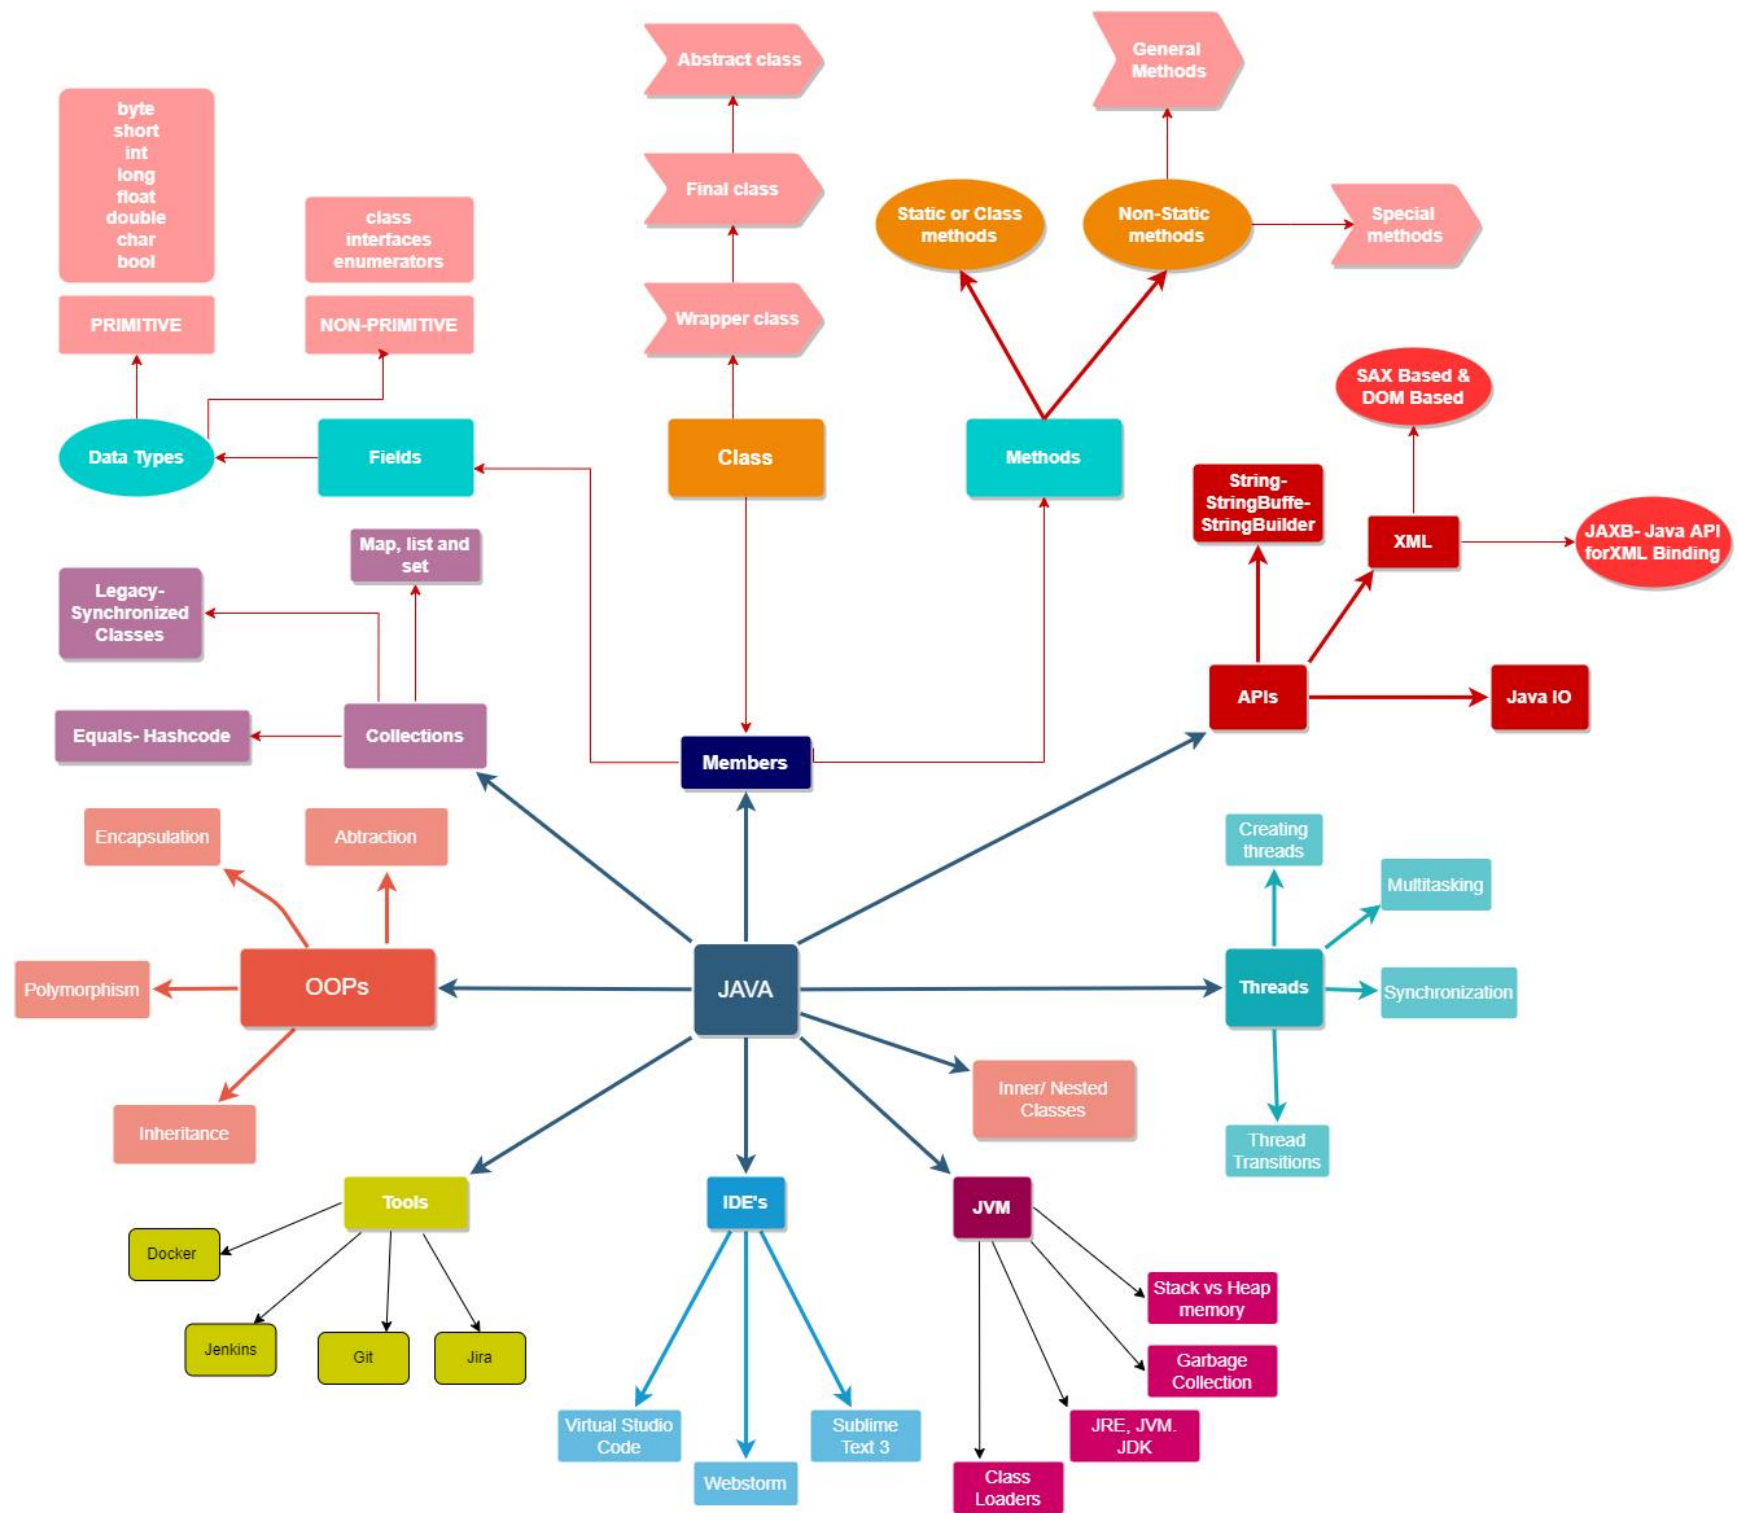 Abstract class
General
Methods
byte
short
int
long
float
double
char
bool
class
interfaces
enumerators
Final class
Static or Class
methods
Non-Static
methods
Special
methods
PRIMITIVE
NON-PRIMITIVE
Wrapper class
SAX Based &
DOM Based
Data Types
Fields
Class
Methods
String-
StringBuffe-
StringBuilder
XML
JAXB- Java API
forXML Binding
Map, list and
set
Legacy-
Synchronized
Classes
APIs
Java IO
Equals- Hashcode
Collections
Members
Encapsulation
Abtraction
Creating
threads
Multitasking
Polymorphism
OOPs
JAVA
Threads
Synchronization
Inner/ Nested
Classes
Inheritance
Thread
Transitions
Tools
IDE's
JVM
Docker
Stack vs Heap
memory
Jenkins
Git
Jira
Garbage
Collection
Virtual Studio
Code
Sublime
Text 3
JRE, JVM.
JDK
Webstorm
Class
Loaders